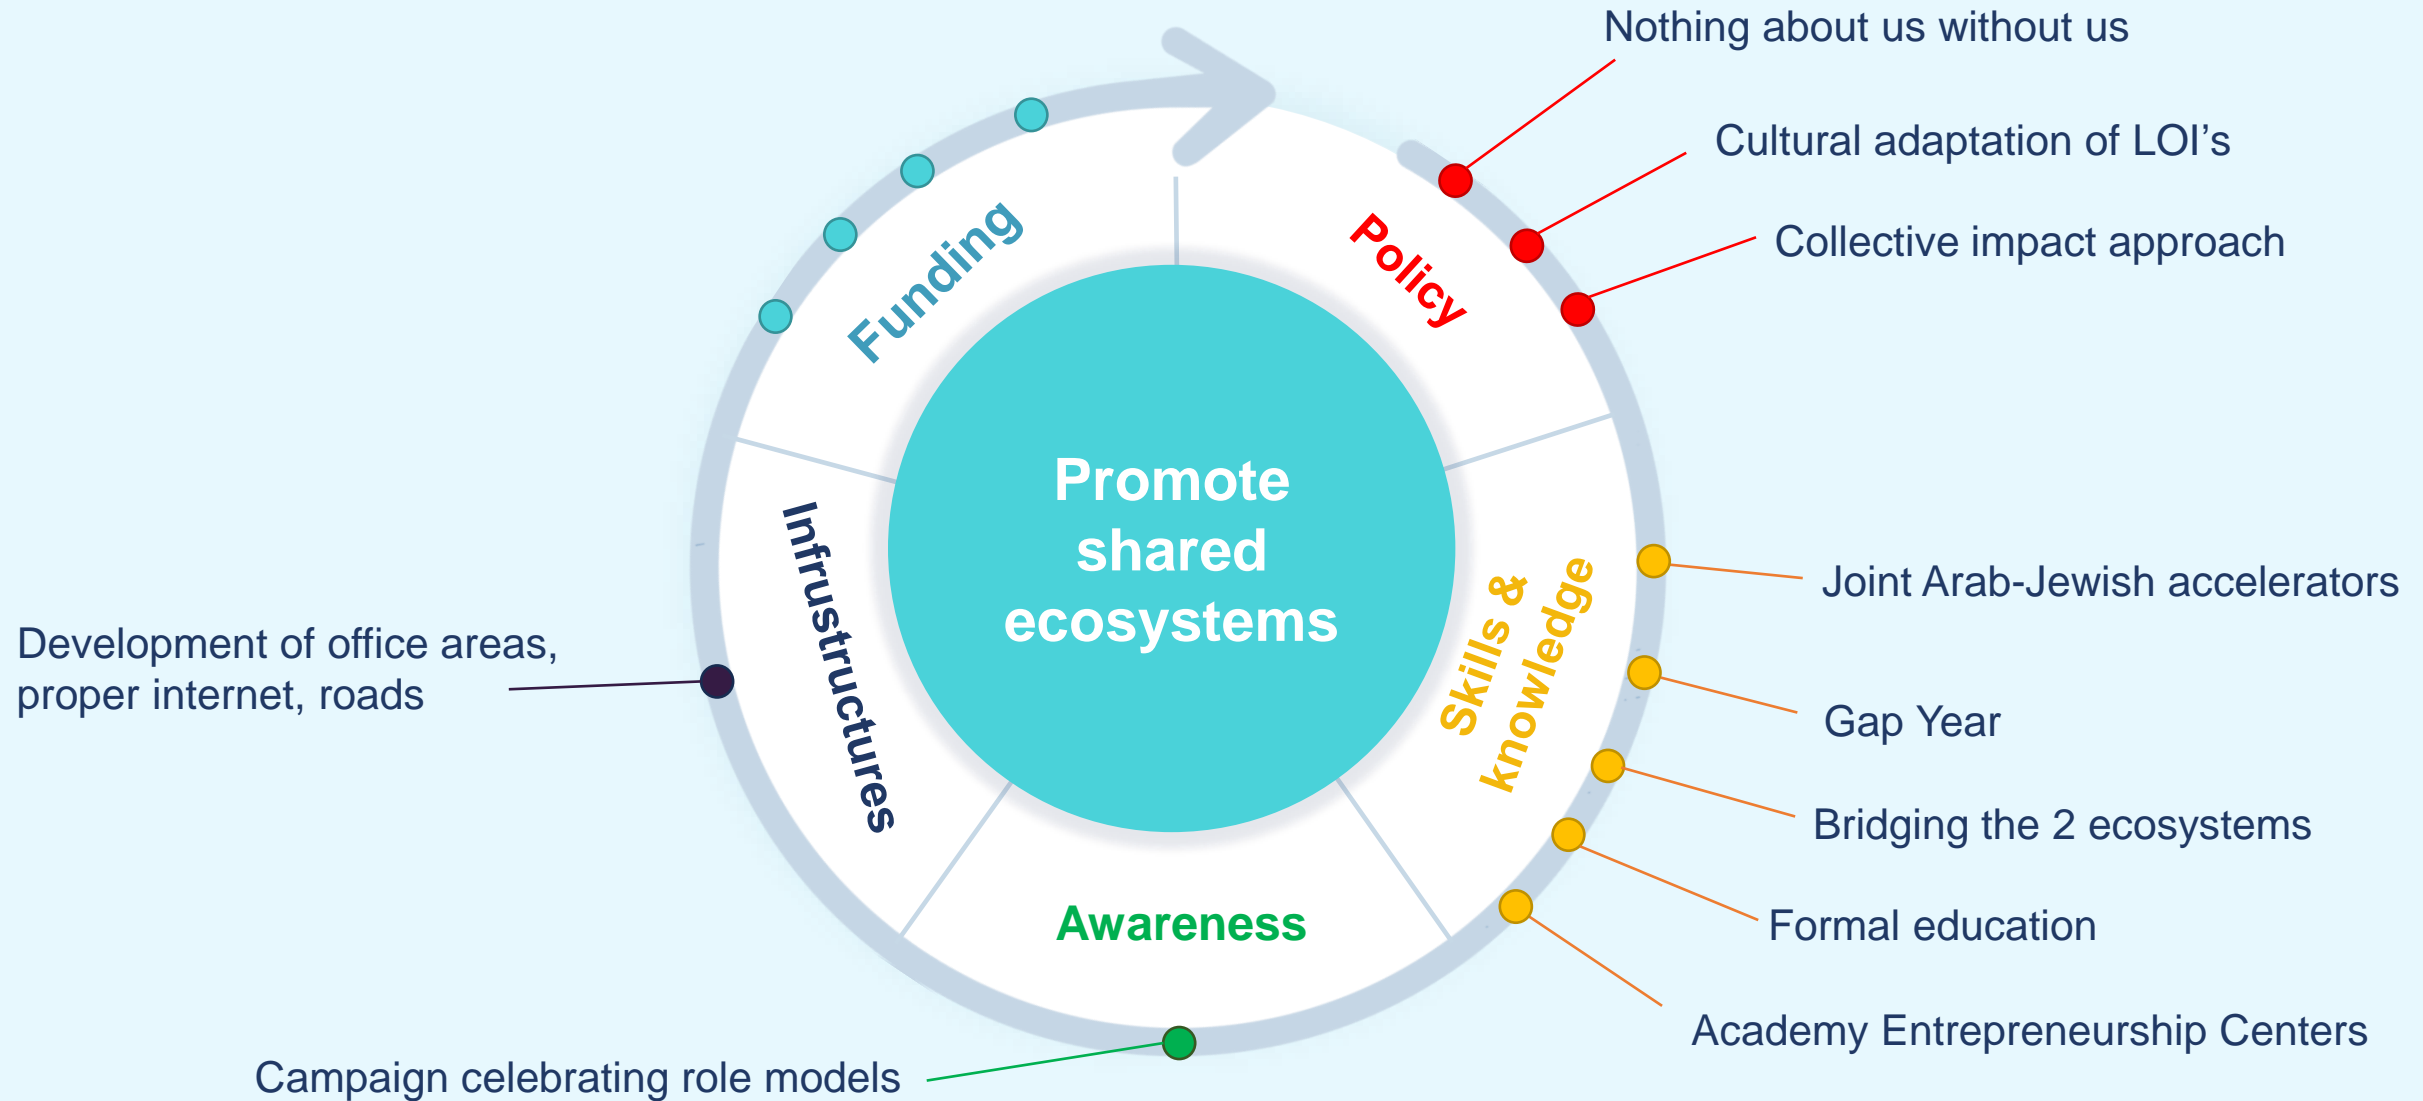 Nothing about us without us
Cultural adaptation of LOI’s
Collective impact approach
Policy
Funding
Promote
shared
ecosystems
Infrustructures
Skills &
knowledge
Joint Arab-Jewish accelerators
Gap Year
Bridging the 2 ecosystems
Formal education
Academy Entrepreneurship Centers
Development of office areas,
proper internet, roads
Awareness
Campaign celebrating role models